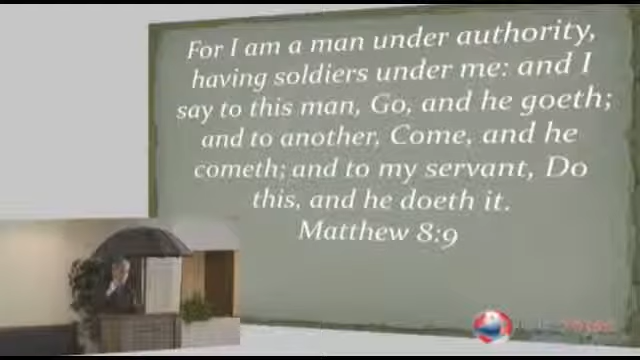 For I am a man under authority,
having soldiers under me: and I
say to this man, Go, and he goeth;
and to another, Come, and he
cometh; and to my servant, Do
this, and he doeth it.
Matthew 8:9